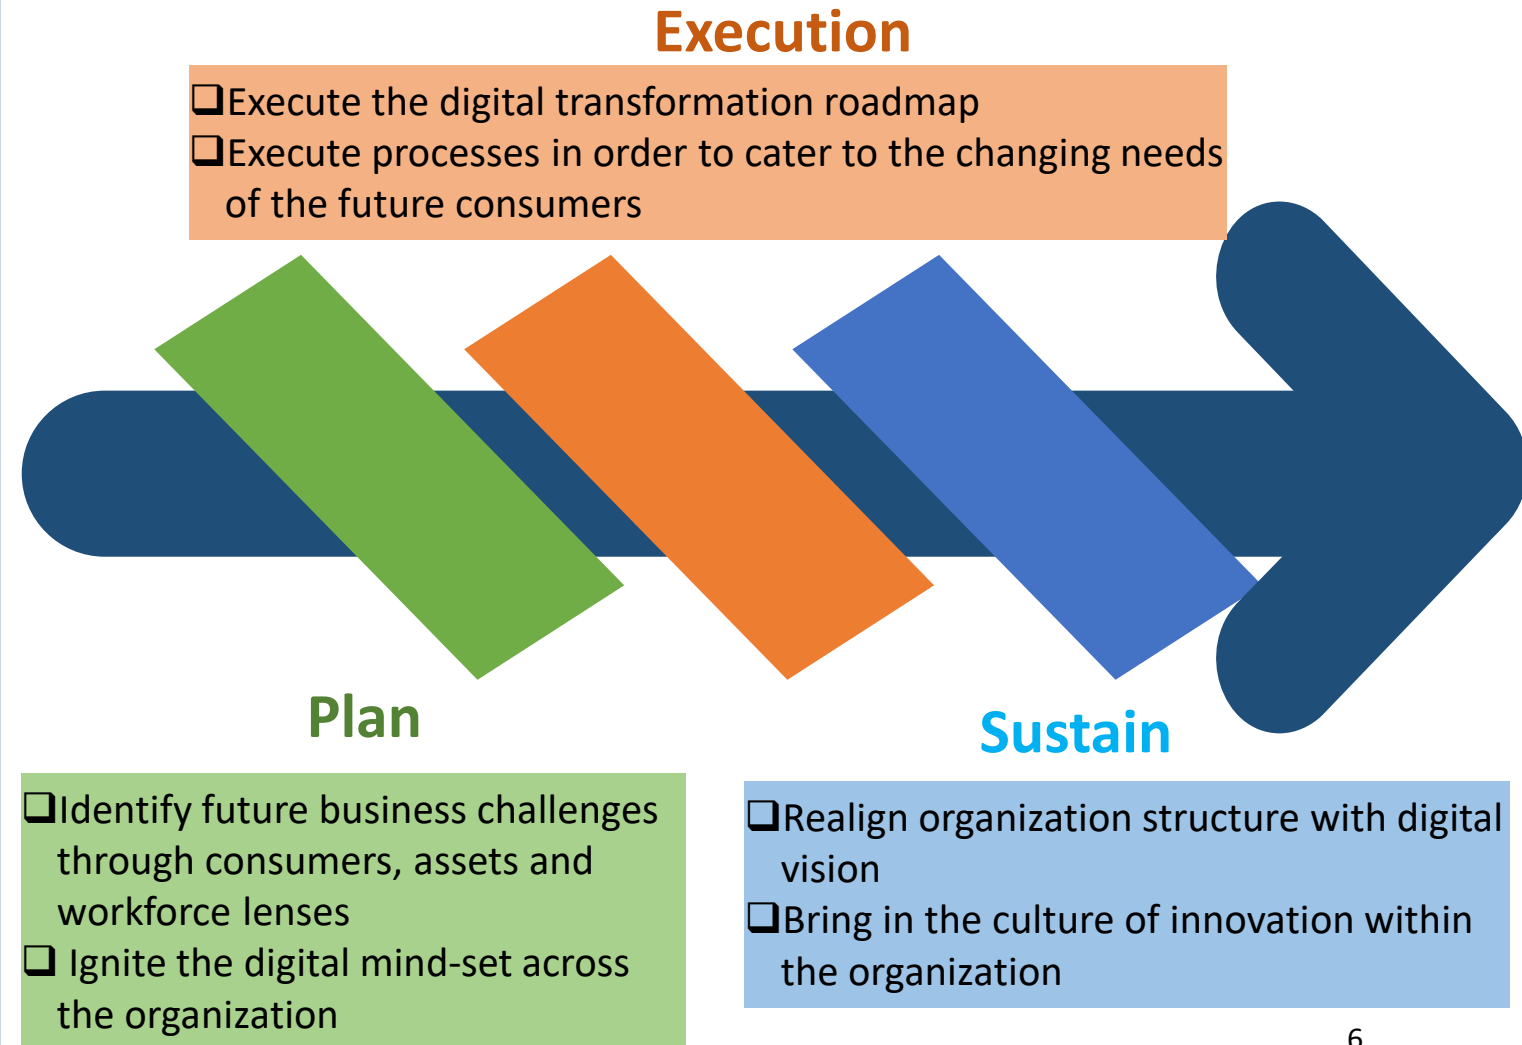 Execution
❑Execute the digital transformation roadmap
❑Execute processes in order to cater to the changing needs
of the future consumers
Plan
❑Identify future business challenges
through consumers, assets and
workforce lenses
❑ Ignite the digital mind-set across
the organization
Sustain
❑Realign organization structure with digital
vision
❑Bring in the culture of innovation within
the organization
6